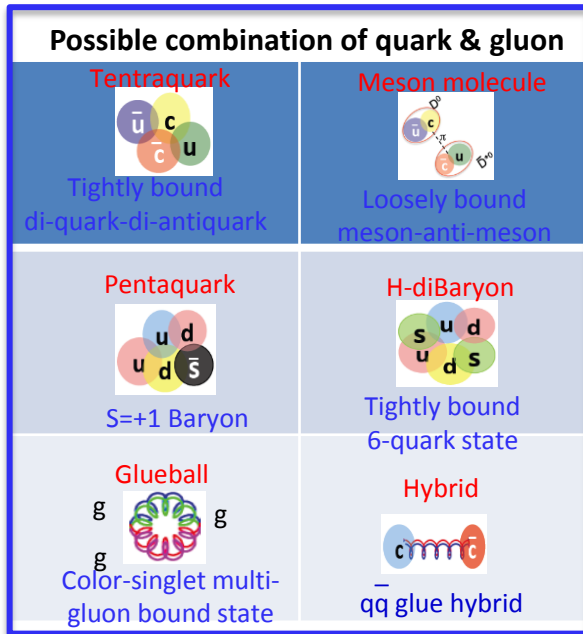 Possible combination of quark & gluon
Tentraquark
ū
c
c̄
u
Tightly bound
di-quark-di-antiquark
Meson molecule
D⁰
ū
c
π
c̄
u
D̄*⁰
Loosely bound
meson-anti-meson
Pentaquark
u
d
u
d
s̄
S=+1 Baryon
H-diBaryon
s
u
d
u
d
s
Tightly bound
6-quark state
Glueball
g
g
g
Color-singlet multi-
gluon bound state
Hybrid
c
c̄
qq̄ glue hybrid